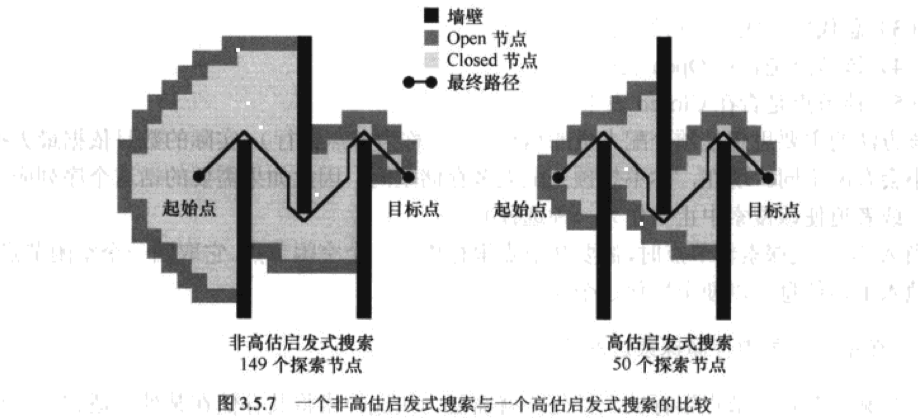 墙壁
Open 节点
Closed 节点
最终路径
起始点
目标点
起始点
目标点
非高估启发式搜索
149 个探索节点
高估启发式搜索
50 个探索节点
图 3.5.7 一个非高估启发式搜索与一个高估启发式搜索的比较